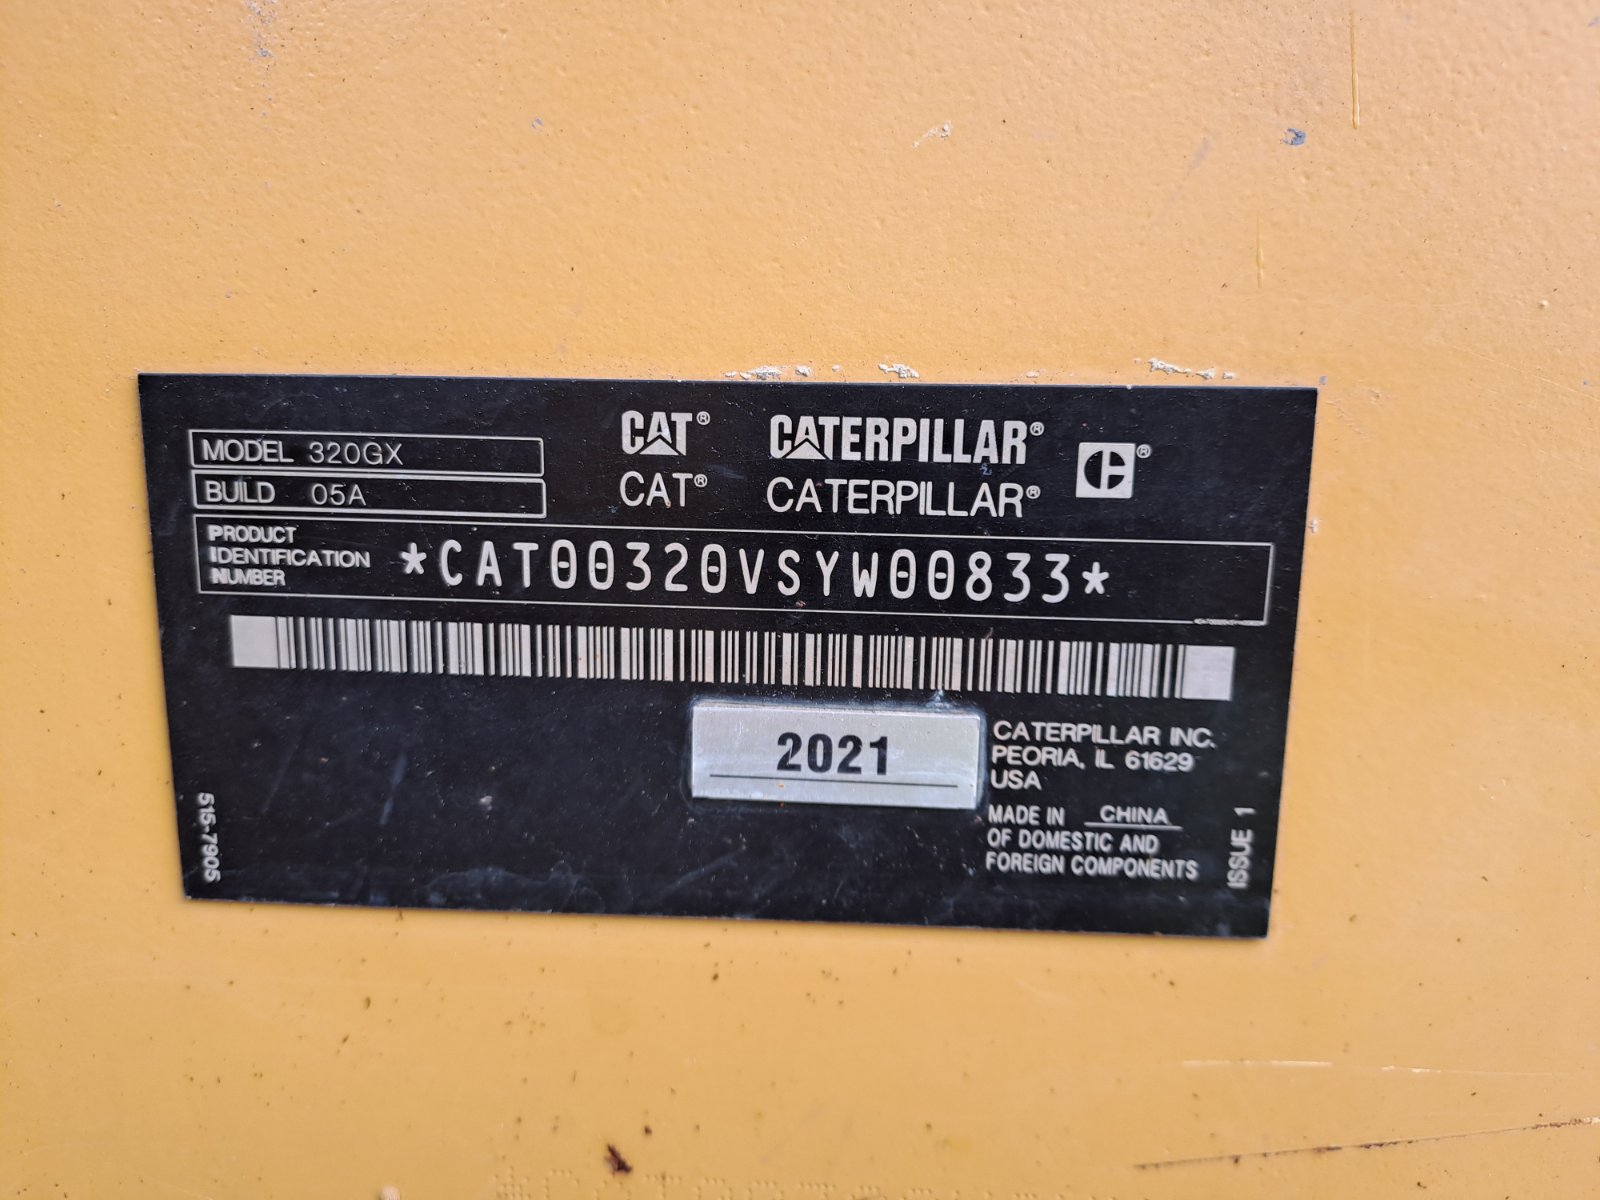 MODEL 320GX
BUILD 05A
CAT® CATERPILLAR® ®
CAT® CATERPILLAR®
PRODUCT
IDENTIFICATION
NUMBER
*CAT00320VSYW00833*
2021
CATERPILLAR INC.
PEORIA, IL 61629
USA
MADE IN CHINA
OF DOMESTIC AND
FOREIGN COMPONENTS
515-7905
ISSUE 1